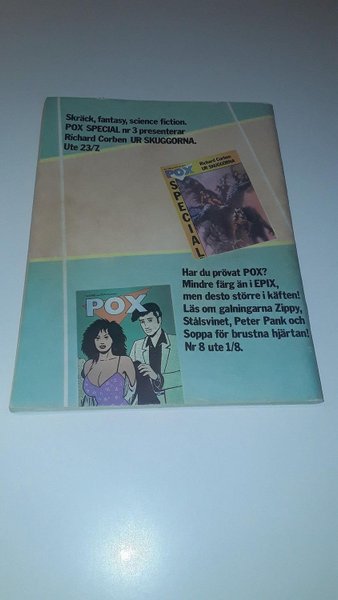 Skräck, fantasy, science fiction.
POX SPECIAL nr 3 presenterar
Richard Corben UR SKUGGORNA.
Ute 23/7.
POX
Richard Corben
UR SKUGGORNA
SPECIAL
Har du prövat POX?
Mindre färg än i EPIX,
men desto större i käften!
Läs om galningarna Zippy,
Stålsvinet, Peter Pank och
Soppa för brustna hjärtan!
Nr 8 ute 1/8.
POX